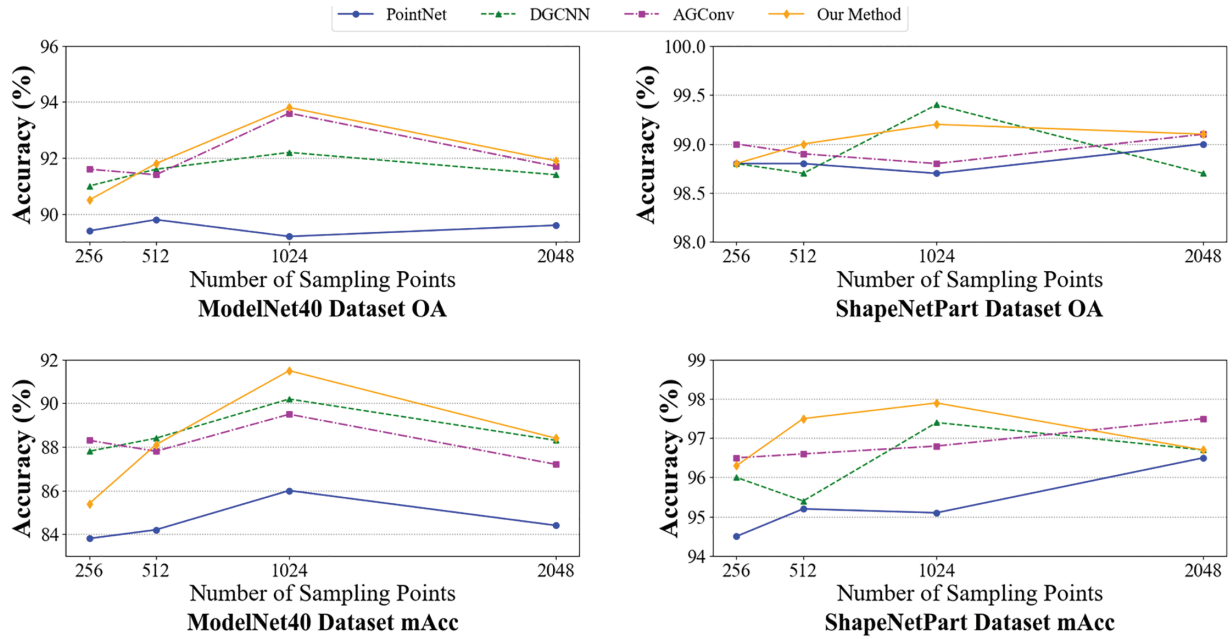 PointNet DGCNN AGConv Our Method
Accuracy (%)
96
94
92
90
256 512 1024 2048
Number of Sampling Points
ModelNet40 Dataset OA
Accuracy (%)
100.0
99.5
99.0
98.5
98.0
256 512 1024 2048
Number of Sampling Points
ShapeNetPart Dataset OA
Accuracy (%)
92
90
88
86
84
256 512 1024 2048
Number of Sampling Points
ModelNet40 Dataset mAcc
Accuracy (%)
99
98
97
96
95
94
256 512 1024 2048
Number of Sampling Points
ShapeNetPart Dataset mAcc